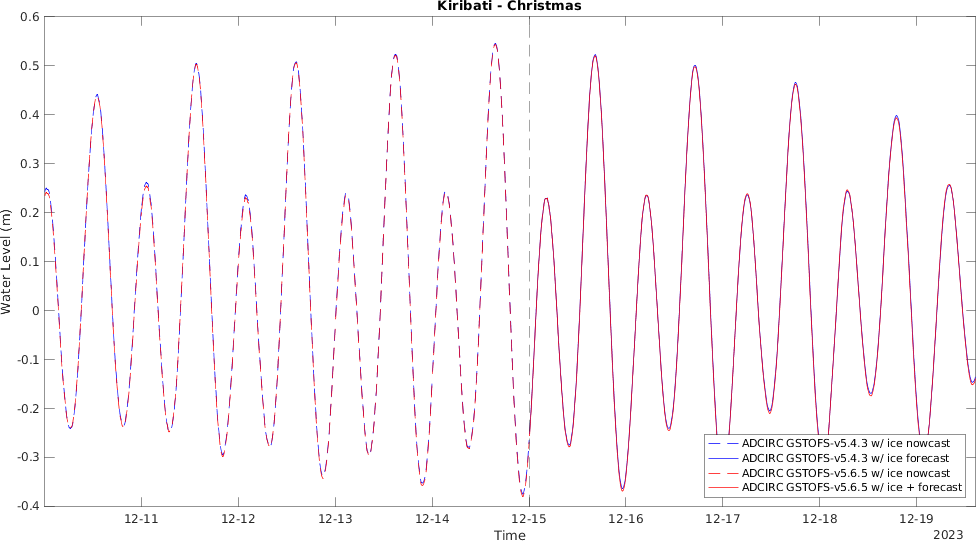 Kiribati - Christmas
0.6
0.5
0.4
0.3
0.2
0.1
0
-0.1
-0.2
-0.3
-0.4
Water Level (m)
ADCIRC GSTOFS-v5.4.3 w/ ice nowcast
ADCIRC GSTOFS-v5.4.3 w/ ice forecast
ADCIRC GSTOFS-v5.6.5 w/ ice nowcast
ADCIRC GSTOFS-v5.6.5 w/ ice + forecast
12-11 12-12 12-13 12-14 12-15 12-16 12-17 12-18 12-19
Time
2023